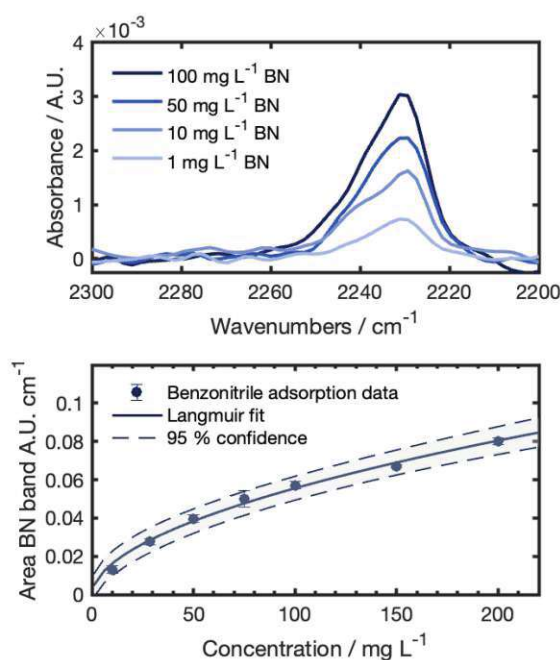 ×10⁻³
4
3
2
1
0
Absorbance / A.U.
100 mg L⁻¹ BN
50 mg L⁻¹ BN
10 mg L⁻¹ BN
1 mg L⁻¹ BN
2300 2280 2260 2240 2220 2200
Wavenumbers / cm⁻¹
0.1
0.08
0.06
0.04
0.02
0
Area BN band A.U. cm⁻¹
Benzonitrile adsorption data
Langmuir fit
95 % confidence
0 50 100 150 200
Concentration / mg L⁻¹